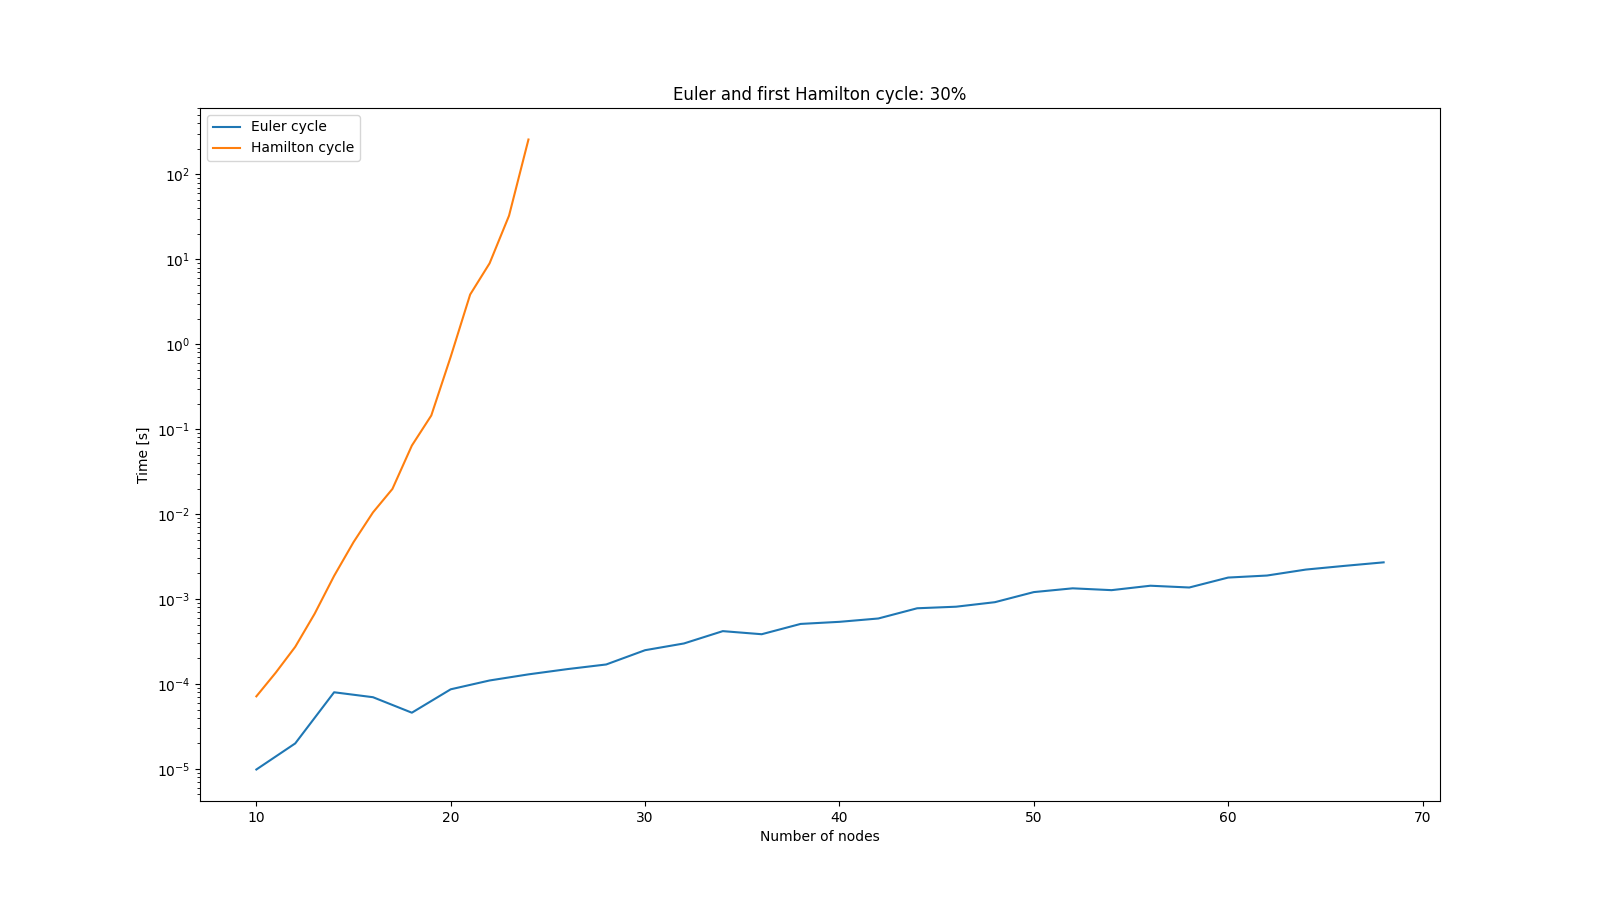 Euler and first Hamilton cycle: 30%
Euler cycle
Hamilton cycle
10²
10¹
10⁰
10⁻¹
10⁻²
10⁻³
10⁻⁴
10⁻⁵
Time [s]
10 20 30 40 50 60 70
Number of nodes